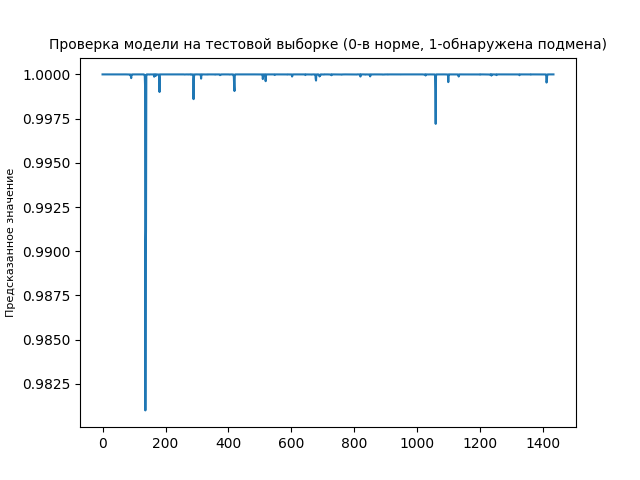 Проверка модели на тестовой выборке (0-в норме, 1-обнаружена подмена)
Предсказанное значение
1.0000
0.9975
0.9950
0.9925
0.9900
0.9875
0.9850
0.9825
0 200 400 600 800 1000 1200 1400